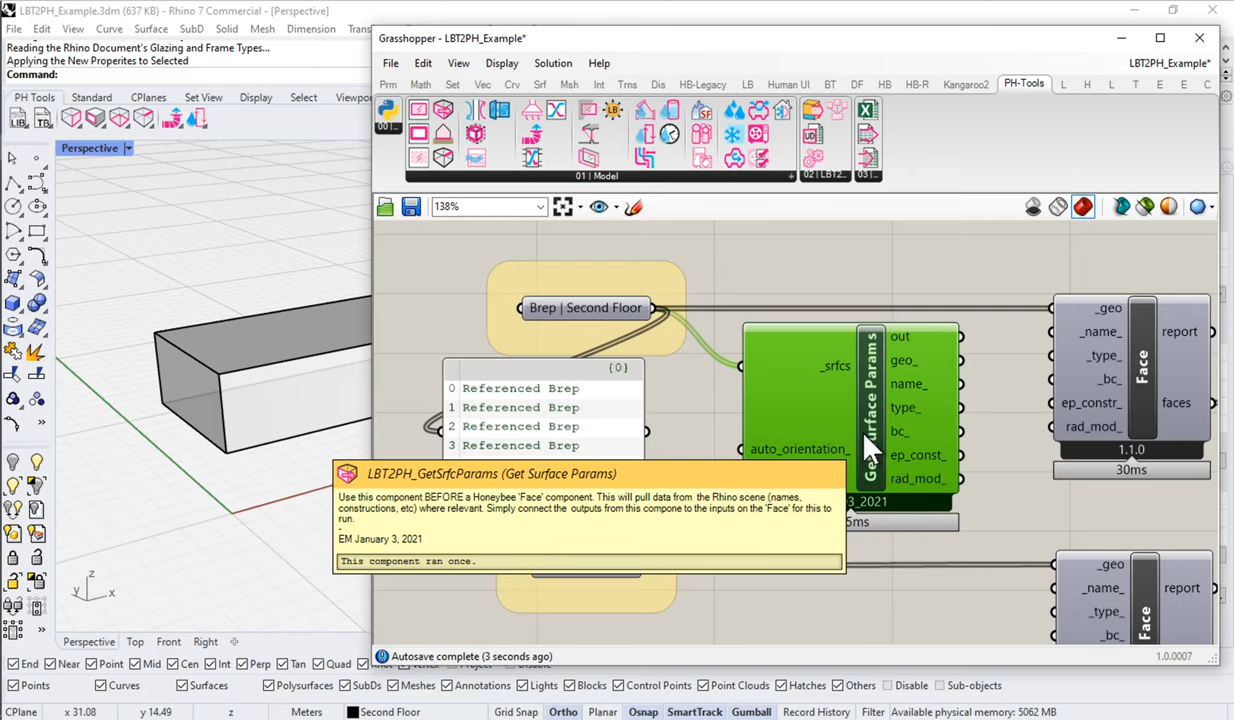 LBT2PH_Example.3dm (637 KB) - Rhino 7 Commercial - [Perspective]
File Edit View Curve Surface SubD Solid Mesh Dimension
Reading the Rhino Document's Glazing and Frame Types...
Applying the New Properites to Selected
Command:
PH Tools Standard CPlanes Set View Display Select
LIB TB
Perspective
z
y x
Perspective Top Front Right
Grasshopper - LBT2PH_Example*
File Edit View Display Solution Help LBT2PH_Example*
Prm Math Set Vec Crv Srf Msh Int Trns Dis HB-Legacy LB Human UI BT DF HB HB-R Kangaroo2 PH-Tools L H L T E E C
01 | Model
02 | LBT2...
138%
Brep | Second Floor
{0}
0 Referenced Brep
1 Referenced Brep
2 Referenced Brep
3 Referenced Brep
_srfcs
auto_orientation_
out
geo_
name_
type_
bc_
ep_const_
rad_mod_
_geo
_name_
_type_
_bc_
ep_constr_
rad_mod_
Face
report
faces
1.1.0
30ms
LBT2PH_GetSrfcParams (Get Surface Params)
Use this component BEFORE a Honeybee 'Face' component. This will pull data from the Rhino scene (names,
constructions, etc) where relevant. Simply connect the outputs from this compone to the inputs on the 'Face' for this to
run.
-
EM January 3, 2021
This component ran once.
_geo
_name_
_type_
_bc_
Face
report
Autosave complete (3 seconds ago) 1.0.0007
End Near Point Mid Cen Int Perp Tan Quad
Points Curves Surfaces Polysurfaces SubDs Meshes Annotations Lights Blocks Control Points Point Clouds Hatches Others Disable Sub-objects
CPlane x 31.08 y 14.49 z Meters Second Floor Grid Snap Ortho Planar Osnap SmartTrack Gumball Record History Filter Available physical memory: 5062 MB